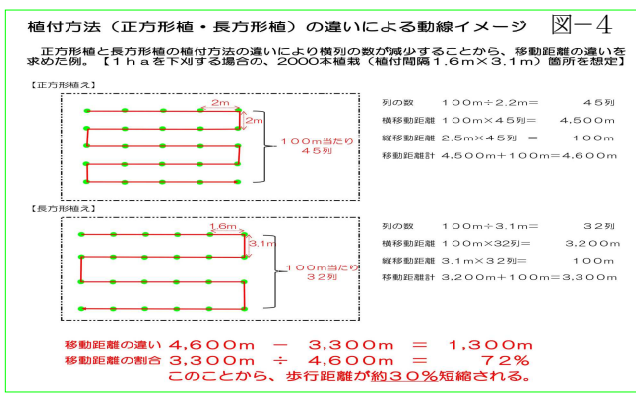 植付方法（正方形植・長方形植）の違いによる動線イメージ 図－4
正方形植と長方形植の植付方法の違いにより横列の数が減少することから、移動距離の違いを
求めた例。【1haを下刈する場合の、2000本植栽（植付間隔1.6m×3.1m）箇所を想定】
【正方形植え】
2m
2m
100m当たり
45列
列の数 100m÷2.2m= 45列
横移動距離 100m×45列= 4,500m
縦移動距離 2.5m×45列 = 100m
移動距離計 4,500m+100m=4,600m
【長方形植え】
1.6m
3.1m
100m当たり
32列
列の数 100m÷3.1m= 32列
横移動距離 100m×32列= 3,200m
縦移動距離 3.1m×32列= 100m
移動距離計 3,200m+100m=3,300m
移動距離の違い 4,600m － 3,300m = 1,300m
移動距離の割合 3,300m ÷ 4,600m = 72%
このことから、歩行距離が約30%短縮される。